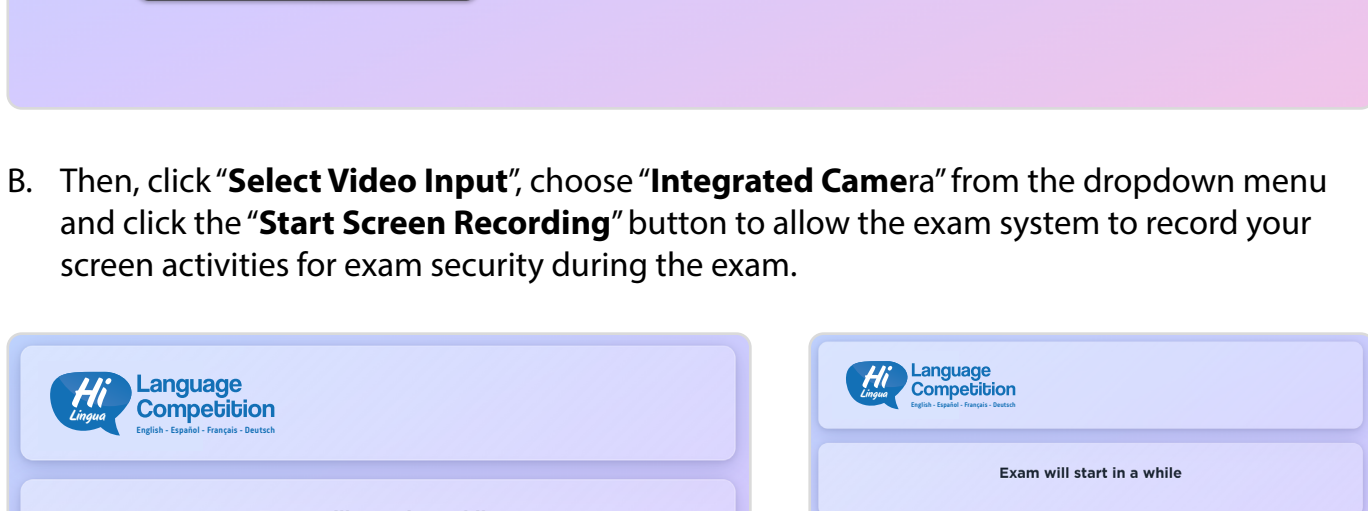 B. Then, click “Select Video Input”, choose “Integrated Camera” from the dropdown menu
and click the “Start Screen Recording” button to allow the exam system to record your
screen activities for exam security during the exam.
Hi
Lingua
Language
Competition
English - Español - Français - Deutsch
Hi
Lingua
Language
Competition
English - Español - Français - Deutsch
Exam will start in a while